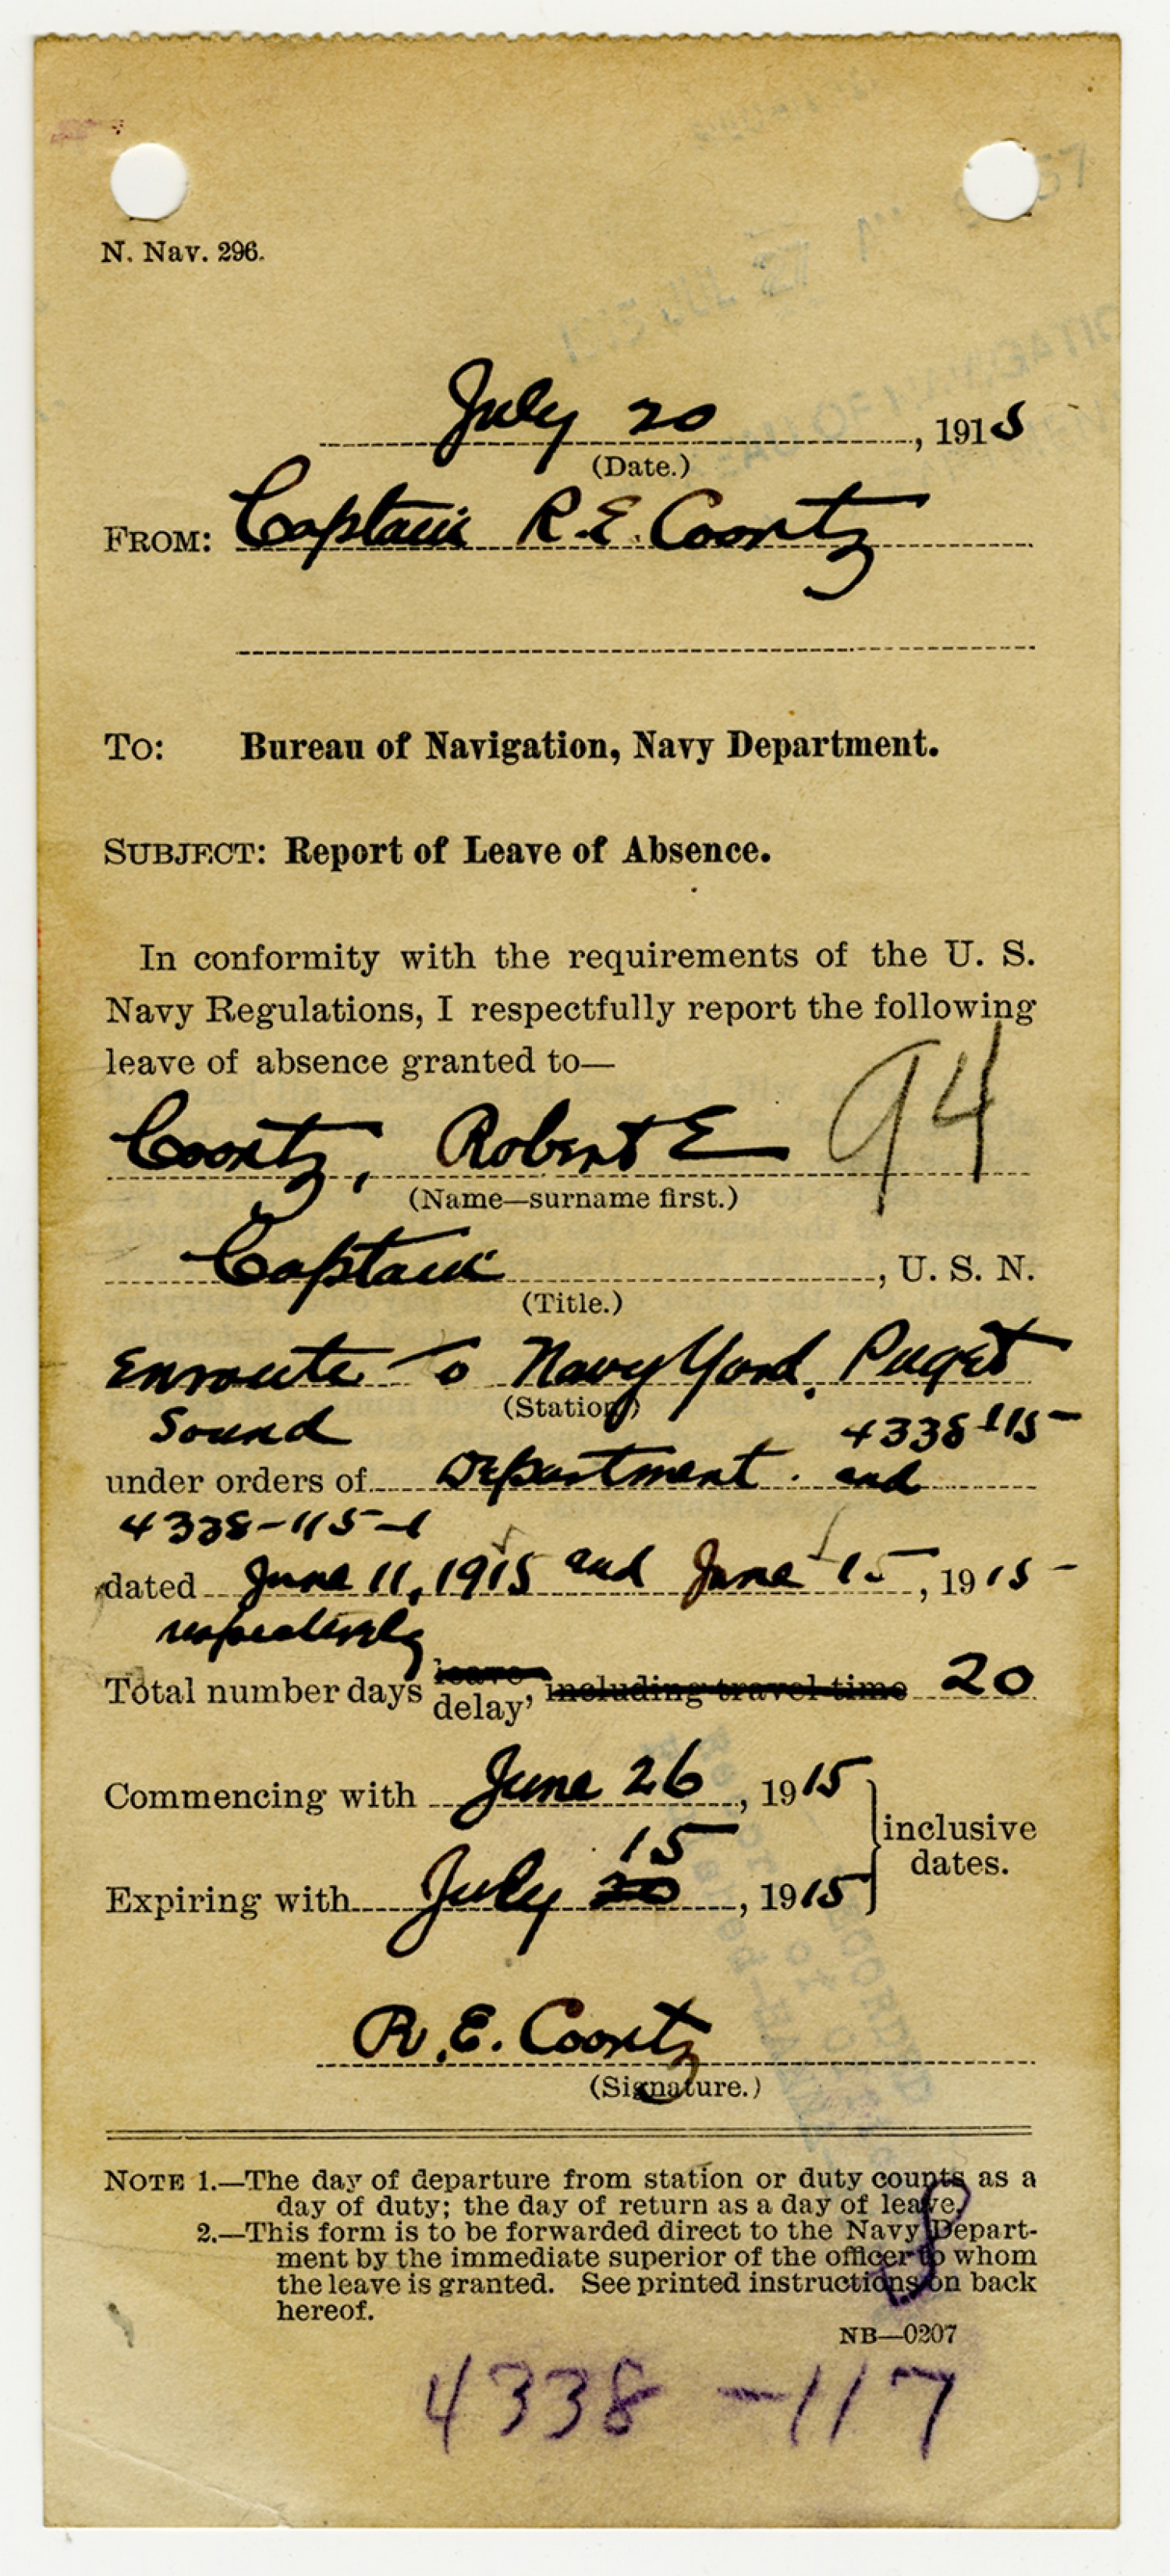 N. Nav. 296.
July 20, 1915
(Date.)
FROM: Captain R.E. Coontz
To: Bureau of Navigation, Navy Department.
SUBJECT: Report of Leave of Absence.
In conformity with the requirements of the U. S.
Navy Regulations, I respectfully report the following
leave of absence granted to—
94
Coontz, Robert E
(Name—surname first.)
Captain, U. S. N.
(Title.)
Enroute to Navy Yard, Puget
(Station)
Sound
4338-115-
under orders of Department. and
4338-115-1
dated June 11, 1915 and June 15, 1915-
respectively
Total number days leave delay, including travel time 20
Commencing with June 26, 1915
inclusive
dates.
15
Expiring with July 20, 1915
R.E. Coontz
(Signature.)
NOTE 1.—The day of departure from station or duty counts as a
day of duty; the day of return as a day of leave.
2.—This form is to be forwarded direct to the Navy Depart-
ment by the immediate superior of the officer to whom
the leave is granted. See printed instructions on back
hereof.
NB—0207
4338-117